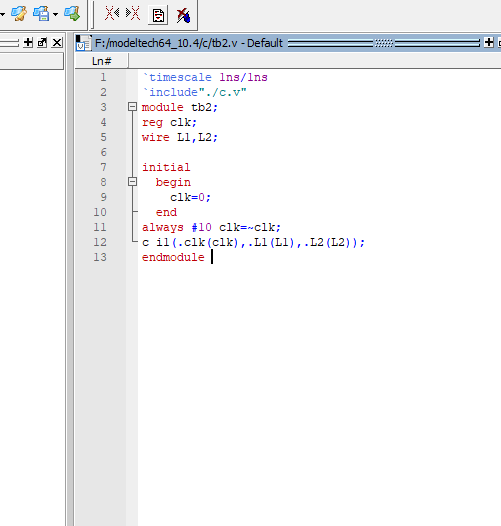 F:/modeltech64_10.4/c/tb2.v - Default
Ln#
1 `timescale 1ns/1ns
2 `include"./c.v"
3 module tb2;
4 reg clk;
5 wire L1,L2;
6
7 initial
8 begin
9 clk=0;
10 end
11 always #10 clk=~clk;
12 c i1(.clk(clk),.L1(L1),.L2(L2));
13 endmodule